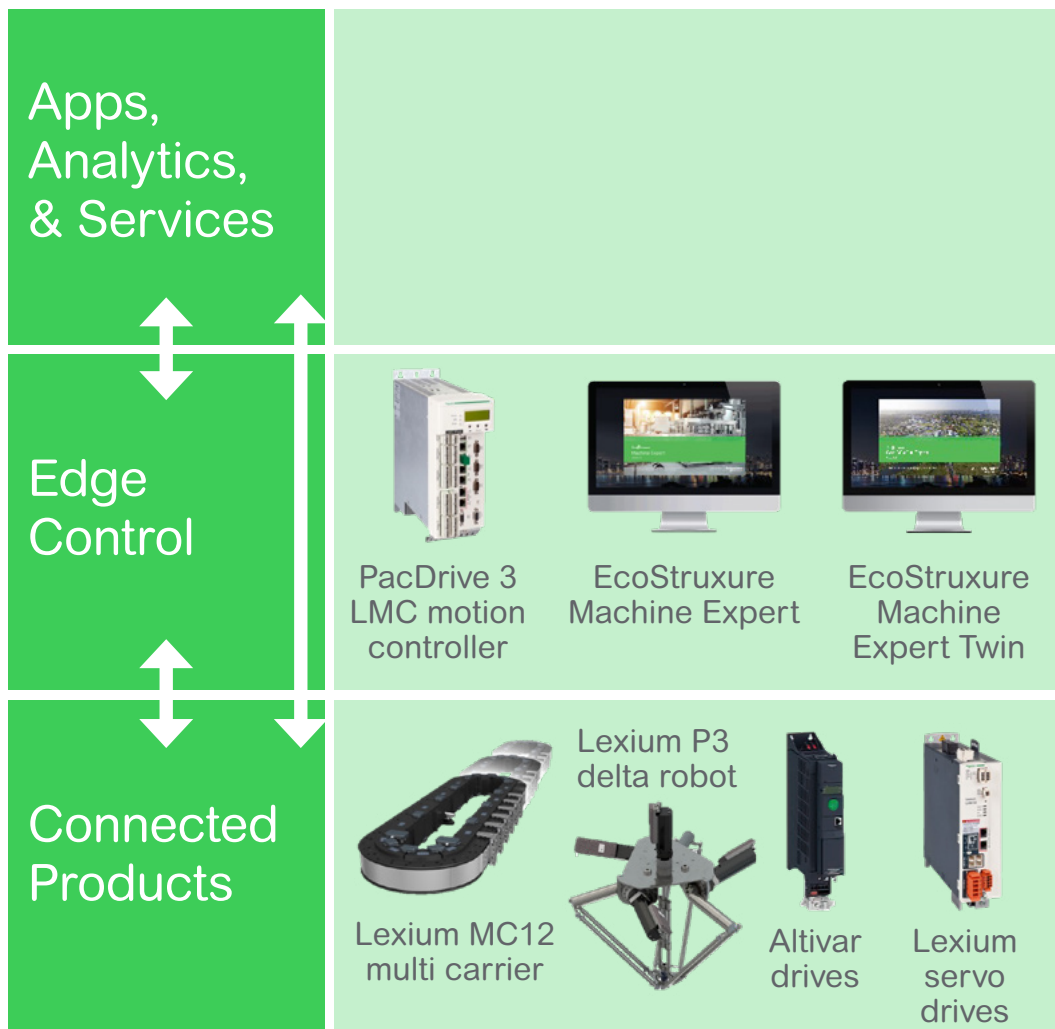 Apps,
Analytics,
& Services
Edge
Control
PacDrive 3
LMC motion
controller
EcoStruxure
Machine Expert
EcoStruxure
Machine
Expert Twin
Connected
Products
Lexium MC12
multi carrier
Lexium P3
delta robot
Altivar
drives
Lexium
servo
drives